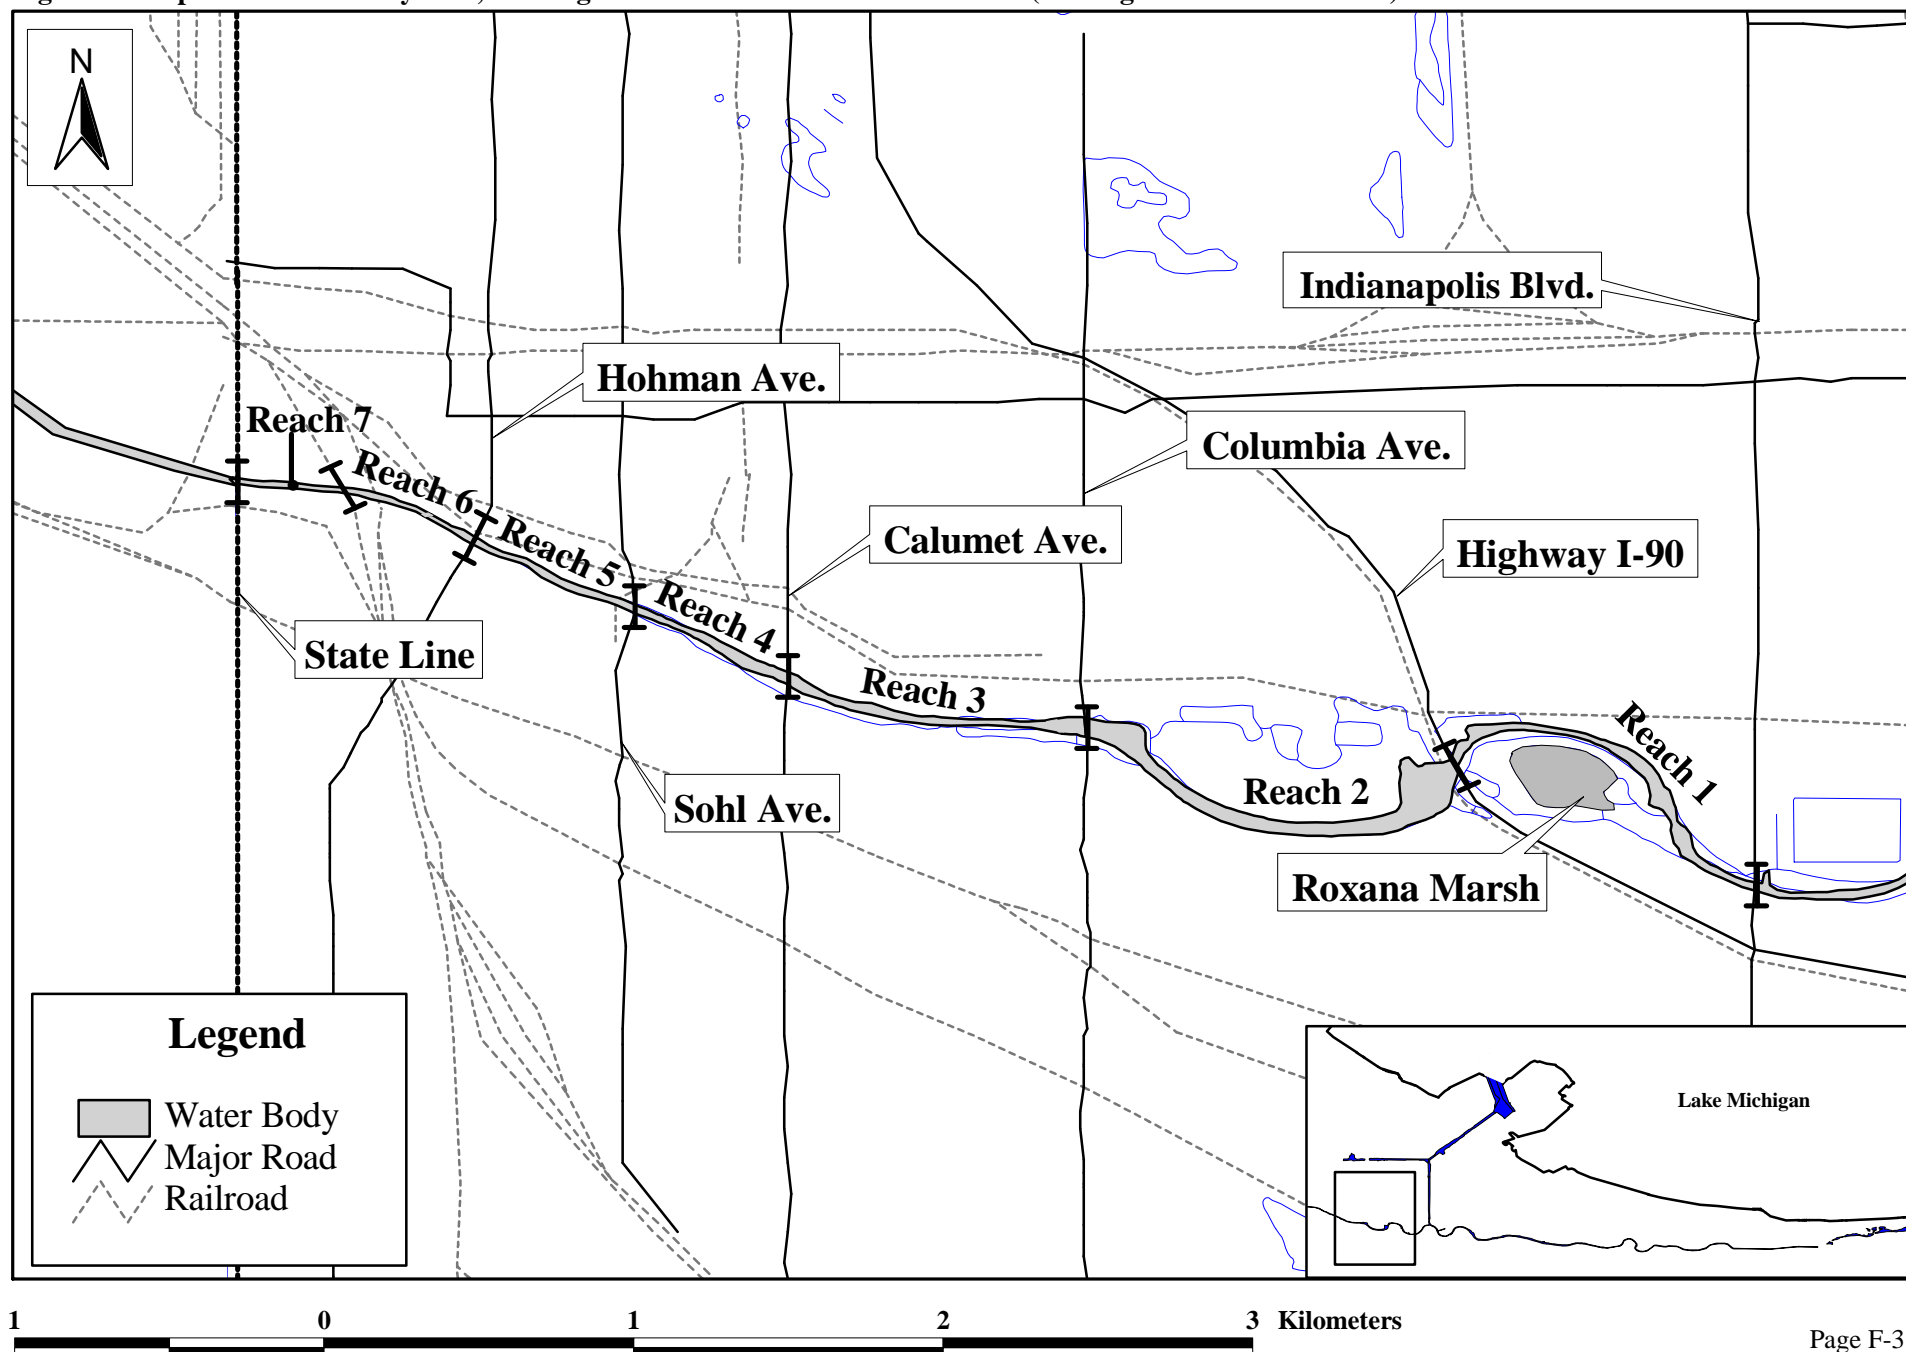 N
Indianapolis Blvd.
Hohman Ave.
Reach 7
Columbia Ave.
Reach 6
Calumet Ave.
Reach 5
Highway I-90
Reach 4
State Line
Reach 3
Reach 1
Sohl Ave.
Reach 2
Roxana Marsh
Legend
Water Body
Major Road
Railroad
Lake Michigan
1 0 1 2 3 Kilometers
Page F-3